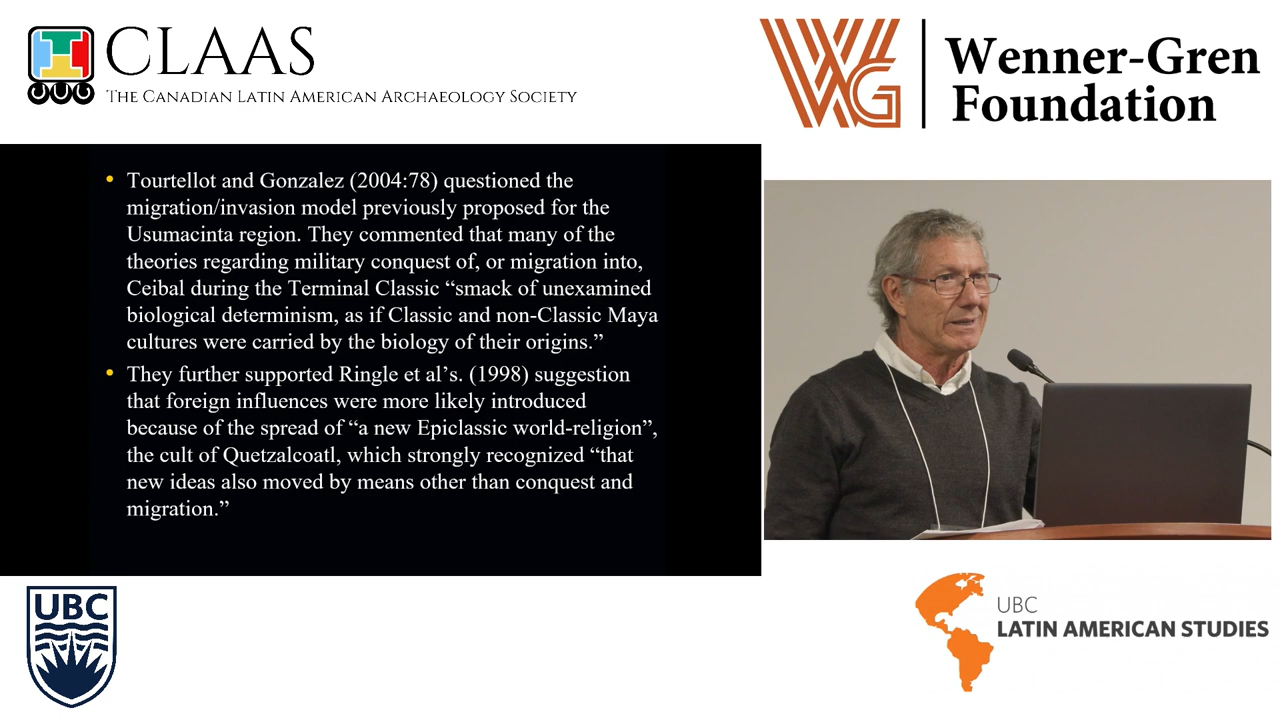 CLAAS
THE CANADIAN LATIN AMERICAN ARCHAEOLOGY SOCIETY
WG
Wenner-Gren
Foundation
• Tourtellot and Gonzalez (2004:78) questioned the
migration/invasion model previously proposed for the
Usumacinta region. They commented that many of the
theories regarding military conquest of, or migration into,
Ceibal during the Terminal Classic “smack of unexamined
biological determinism, as if Classic and non-Classic Maya
cultures were carried by the biology of their origins.”
• They further supported Ringle et al’s. (1998) suggestion
that foreign influences were more likely introduced
because of the spread of “a new Epiclassic world-religion”,
the cult of Quetzalcoatl, which strongly recognized “that
new ideas also moved by means other than conquest and
migration.”
UBC
UBC
LATIN AMERICAN STUDIES